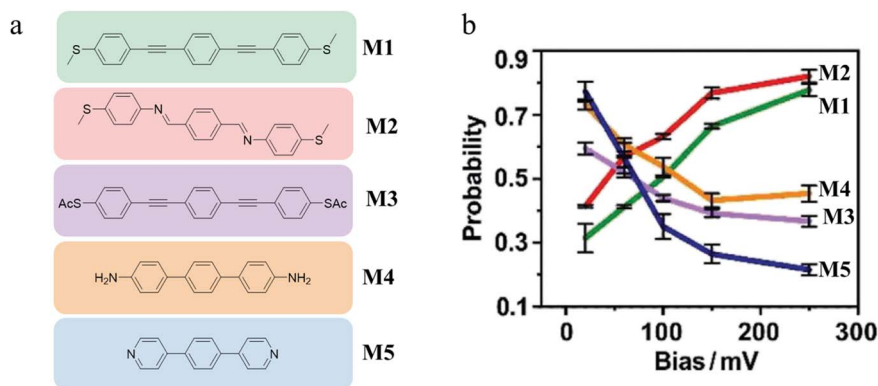 a
S
M1
S
S
N
M2
N
S
AcS
M3
SAc
H₂N
M4
NH₂
N
M5
N
b
Probability
0.9
0.7
0.5
0.3
0.1
M2
M1
M4
M3
M5
0
100
200
300
Bias / mV